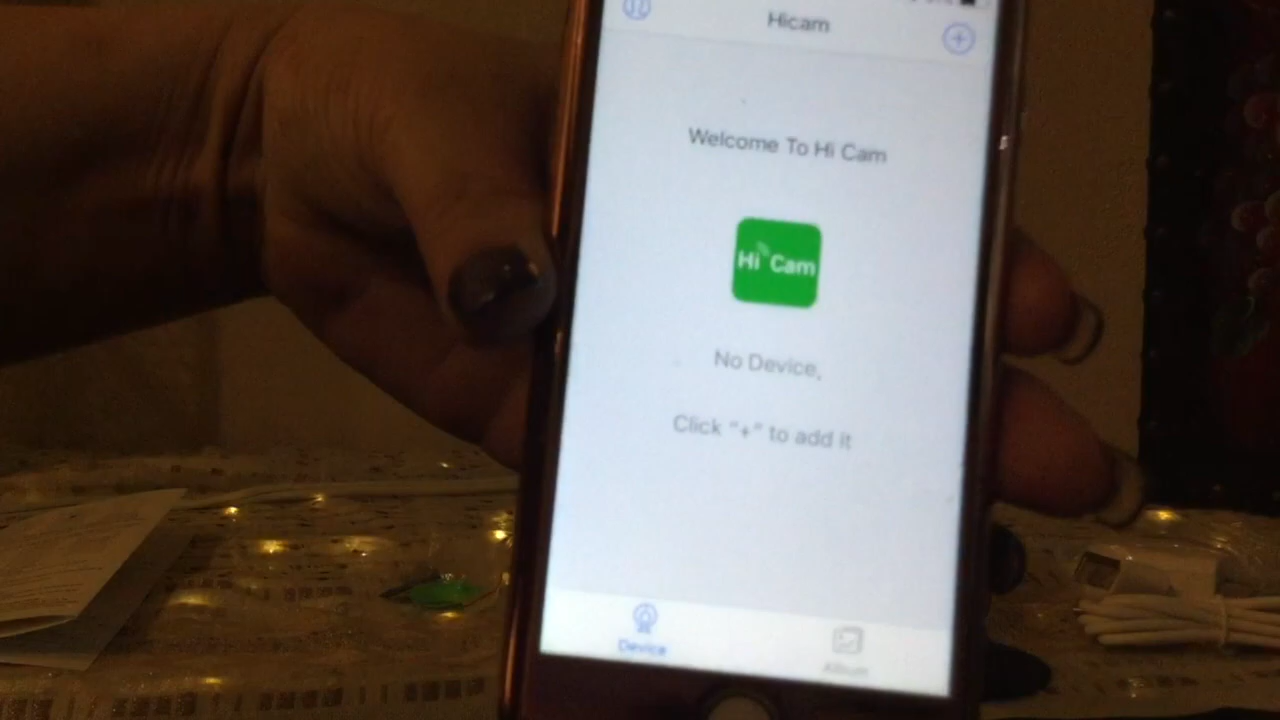 Hicam
Welcome To Hi Cam
Hi Cam
No Device,
Click "+" to add it
Device
Album